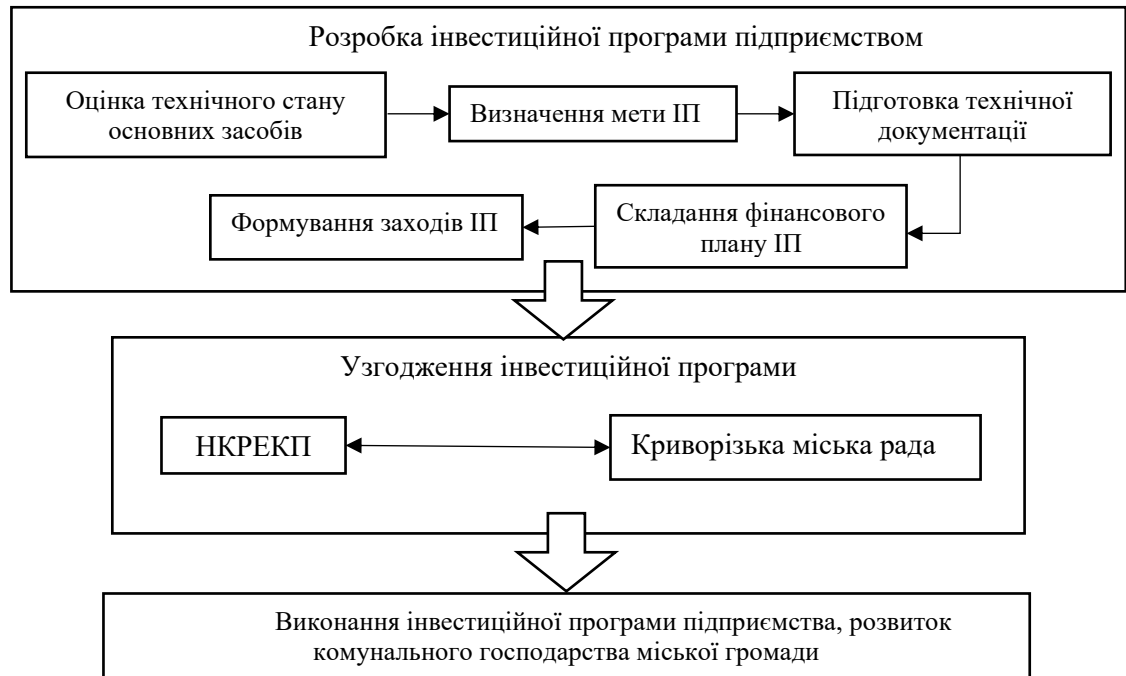 Розробка інвестиційної програми підприємством
Оцінка технічного стану
основних засобів
Визначення мети ІП
Підготовка технічної
документації
Формування заходів ІП
Складання фінансового
плану ІП
Узгодження інвестиційної програми
НКРЕКП
Криворізька міська рада
Виконання інвестиційної програми підприємства, розвиток
комунального господарства міської громади